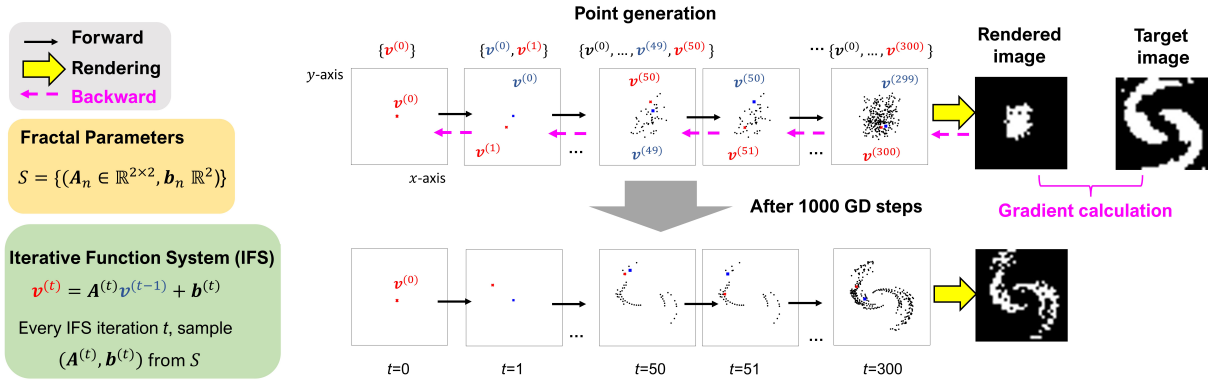 Forward
Rendering
Backward
Fractal Parameters
S = {(A_n ∈ ℝ^{2×2}, b_n ℝ^2)}
Iterative Function System (IFS)
v^{(t)} = A^{(t)}v^{(t-1)} + b^{(t)}
Every IFS iteration t, sample
(A^{(t)}, b^{(t)}) from S
Point generation
{v^{(0)}} {v^{(0)}, v^{(1)}} {v^{(0)}, …, v^{(49)}, v^{(50)}} ⋯ {v^{(0)}, …, v^{(300)}}
Rendered
image
Target
image
y-axis
v^{(0)} v^{(0)} v^{(50)} v^{(50)} v^{(299)}
v^{(1)} v^{(49)} v^{(51)} v^{(300)}
… …
x-axis
After 1000 GD steps
Gradient calculation
v^{(0)}
… …
t=0 t=1 t=50 t=51 t=300